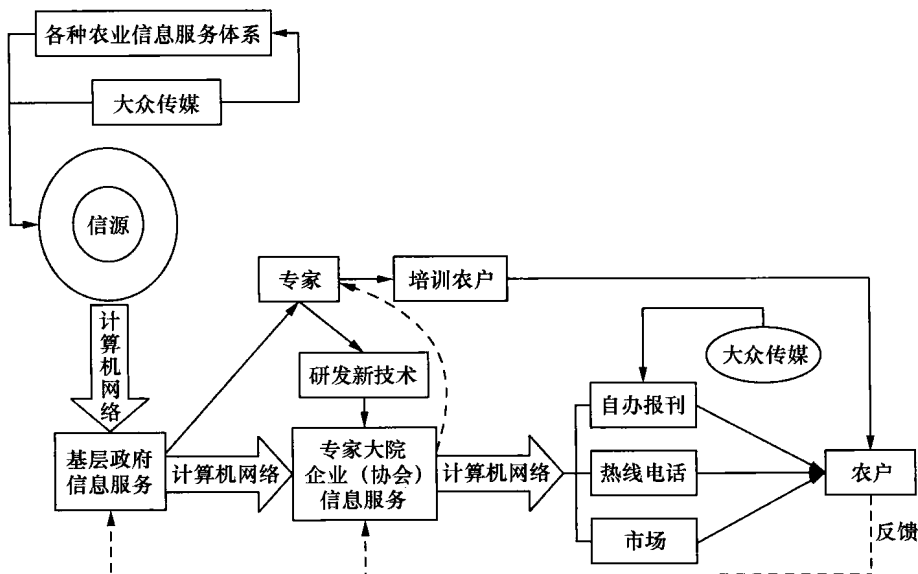 各种农业信息服务体系
大众传媒
信源
计算机网络
专家
培训农户
大众传媒
研发新技术
自办报刊
基层政府
信息服务
计算机网络
专家大院
企业（协会）
信息服务
计算机网络
热线电话
农户
市场
反馈